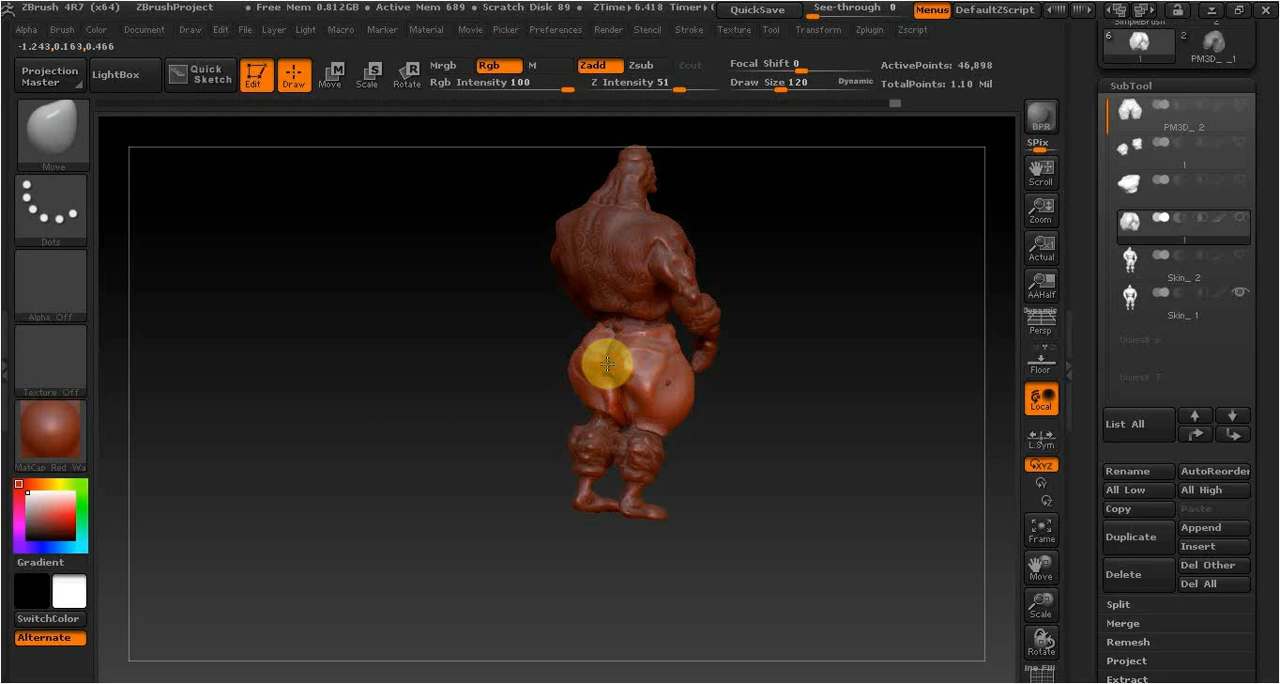 ZBrush 4R7 (x64) ZBrushProject • Free Mem 0.812GB • Active Mem 689 • Scratch Disk 89 • ZTime▸6.418 Timer▸ QuickSave See-through 0 Menus DefaultZScript
Alpha Brush Color Document Draw Edit File Layer Light Macro Marker Material Movie Picker Preferences Render Stencil Stroke Texture Tool Transform Zplugin Zscript
-1.243,0.163,0.466
Projection Master
LightBox
Quick Sketch
Edit
Draw
Move
Scale
Rotate
Mrgb Rgb M
Rgb Intensity 100
Zadd Zsub Zcut
Z Intensity 51
Focal Shift 0
Draw Size 120 Dynamic
ActivePoints: 46,898
TotalPoints: 1.10 Mil
6 1
2 PM3D_ _1
Move
Dots
Alpha Off
Texture Off
MatCap Red Wa
Gradient
SwitchColor
Alternate
BPR
SPix
Scroll
Zoom
Actual
AAHalf
Dynamic
Persp
Floor
Local
L.Sym
XYZ
Frame
Move
Scale
Rotate
SubTool
PM3D_ 2
1
1
Skin_ 2
Skin_ 1
List All
Rename AutoReorder
All Low All High
Copy Paste
Duplicate Append
Insert
Delete Del Other
Del All
Split
Merge
Remesh
Project
Extract